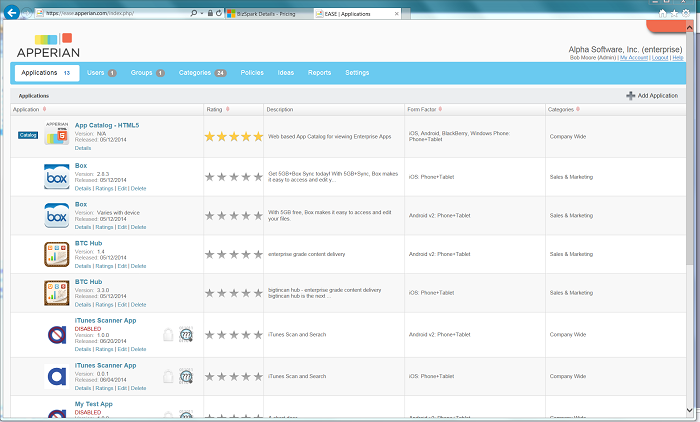 https://ease.apperian.com/index.php/
BizSpark Details - Pricing
EASE | Applications
APPERIAN
Alpha Software, Inc. (enterprise)
Bob Moore (Admin) | My Account | Logout | Help
Applications 13 Users 1 Groups 1 Categories 24 Policies Ideas Reports Settings
Applications
Add Application
Application Rating Description Form Factor Categories
Catalog
APPERIAN
HTML
5
App Catalog - HTML5
Version: N/A
Released: 05/12/2014
Details
Web based App Catalog for viewing Enterprise Apps
iOS, Android, BlackBerry, Windows Phone:
Phone+Tablet
Company Wide
box
Box
Version: 2.8.3
Released: 05/12/2014
Details | Ratings | Edit | Delete
Get 5GB+Box Sync today! With 5GB+Sync, Box makes
it easy to access and edit y...
iOS: Phone+Tablet
Sales & Marketing
box
Box
Version: Varies with device
Released: 05/12/2014
Details | Ratings | Edit | Delete
With 5GB free, Box makes it easy to access and edit
your files.
Android v2: Phone+Tablet
Sales & Marketing
BTC Hub
Version: 1.4
Released: 05/12/2014
Details | Ratings | Edit | Delete
enterprise grade content delivery
Android v2: Phone+Tablet
Sales & Marketing
BTC Hub
Version: 3.3.0
Released: 05/12/2014
Details | Ratings | Edit | Delete
bigtincan hub - enterprise grade content delivery
bigtincan hub is the next ...
iOS: Phone+Tablet
Sales & Marketing
iTunes Scanner App
DISABLED
Version: 1.0.0
Released: 06/20/2014
Details | Ratings | Edit | Delete
???
iTunes Scan and Serach
Android v2: Phone+Tablet
Company Wide
a
iTunes Scanner App
Version: 0.0.1
Released: 06/04/2014
Details | Ratings | Edit | Delete
???
iTunes Scan and Search
iOS: Phone+Tablet
Company Wide
My Test App
DISABLED